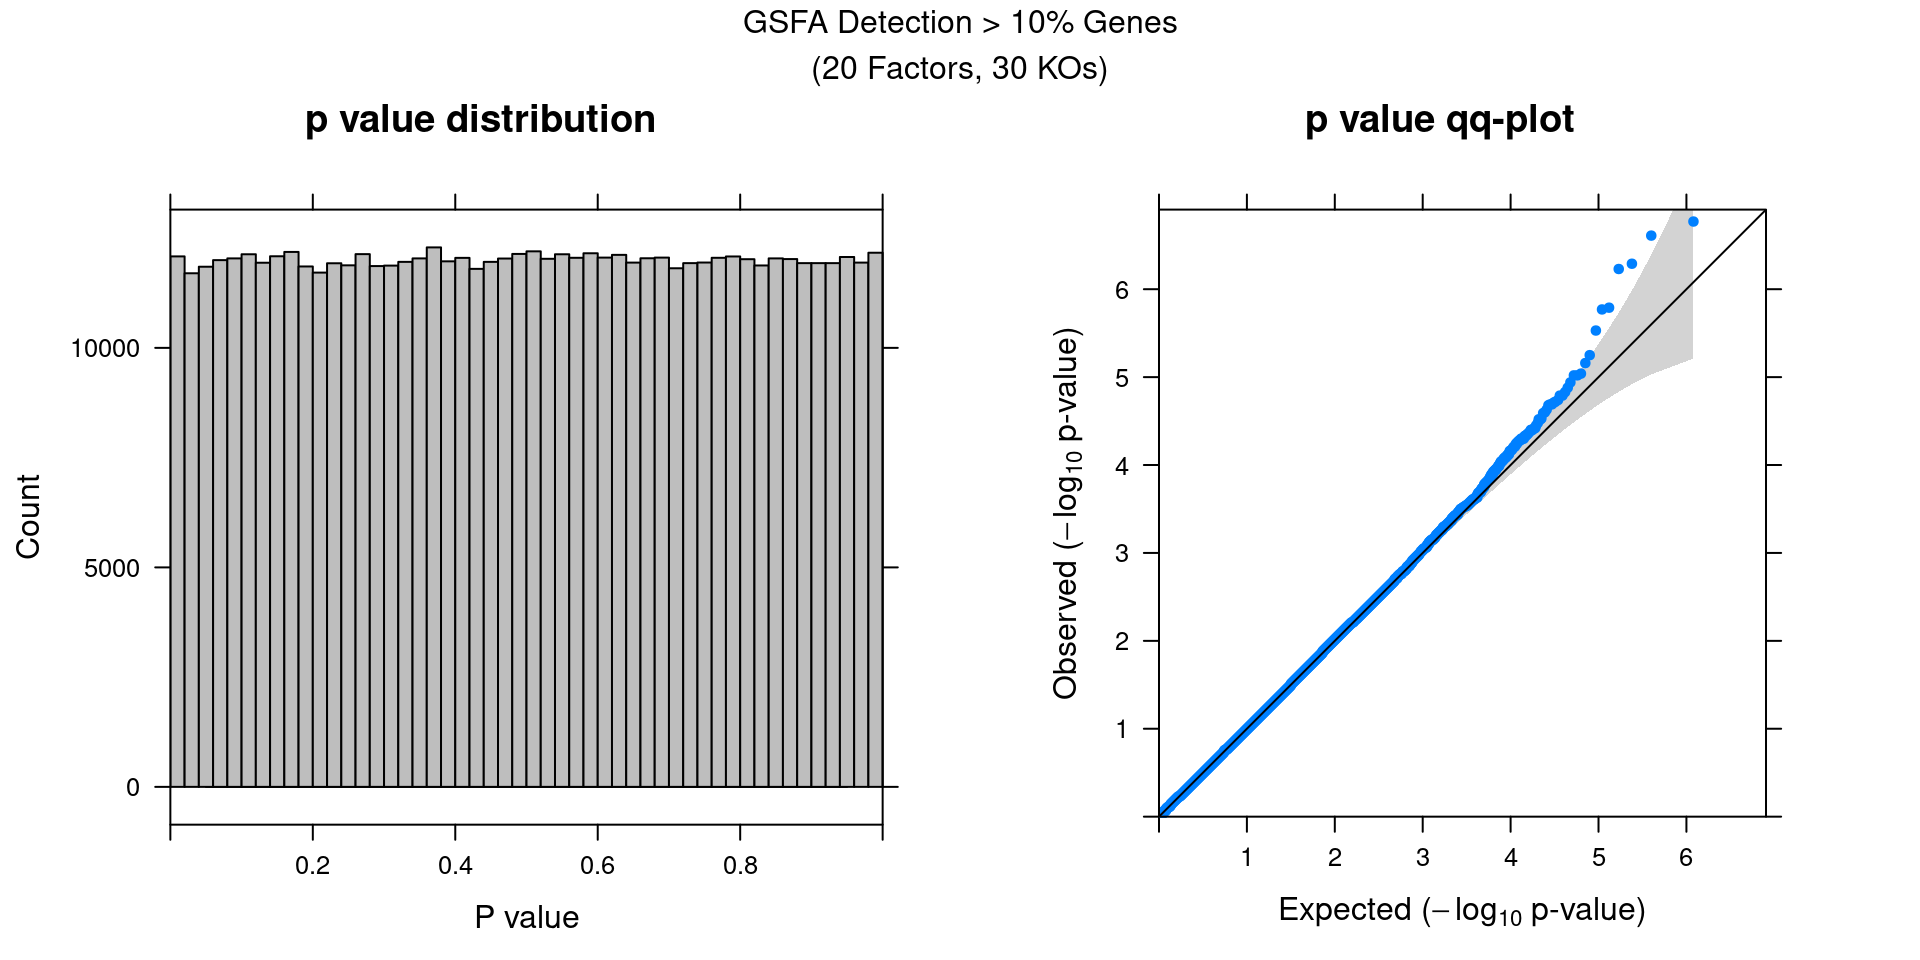 GSFA Detection > 10% Genes
(20 Factors, 30 KOs)
p value distribution
10000
5000
0
Count
0.2 0.4 0.6 0.8
P value
p value qq-plot
6
5
4
3
2
1
Observed (−log10 p-value)
1 2 3 4 5 6
Expected (−log10 p-value)